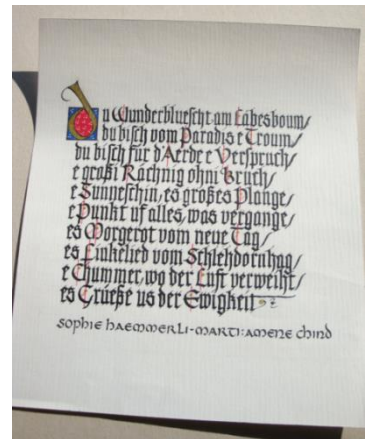 Du Wunderbluescht am Läbesboum/
du bisch vom Paradis e Troum/
du bisch für d'Aerde e Verspruch/
e großi Rächnig ohni Bruch/
e Sunneschin, es großes Plange/
e Punkt uf alles, was vergange/
es Morgerot vom neue Tag/
es Finkelied vom Schlehdornhag/
e Chummer, wo der Luft verweiht/
es Grüeße us der Ewigkeit
sophie haemmerli-marti: amene chind